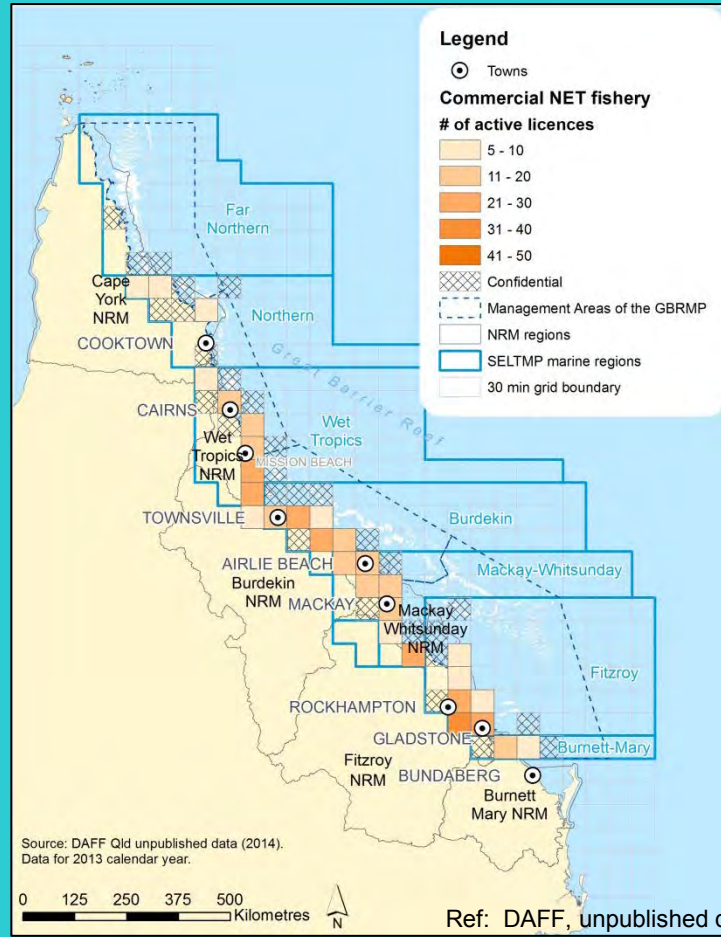 Legend
Towns
Commercial NET fishery
# of active licences
5 - 10
11 - 20
21 - 30
31 - 40
41 - 50
Confidential
Management Areas of the GBRMP
NRM regions
SELTMP marine regions
30 min grid boundary
Far
Northern
Cape
York
NRM
Northern
COOKTOWN
Great Barrier Reef
CAIRNS
Wet
Tropics
Wet
Tropics
NRM
MISSION BEACH
TOWNSVILLE
Burdekin
AIRLIE BEACH
Mackay-Whitsunday
Burdekin
NRM
MACKAY
Mackay
Whitsunday
NRM
Fitzroy
ROCKHAMPTON
GLADSTONE
Burnett-Mary
Fitzroy
NRM
BUNDABERG
Burnett
Mary NRM
Source: DAFF Qld unpublished data (2014).
Data for 2013 calendar year.
0 125 250 375 500
Kilometres
N
Ref: DAFF, unpublished